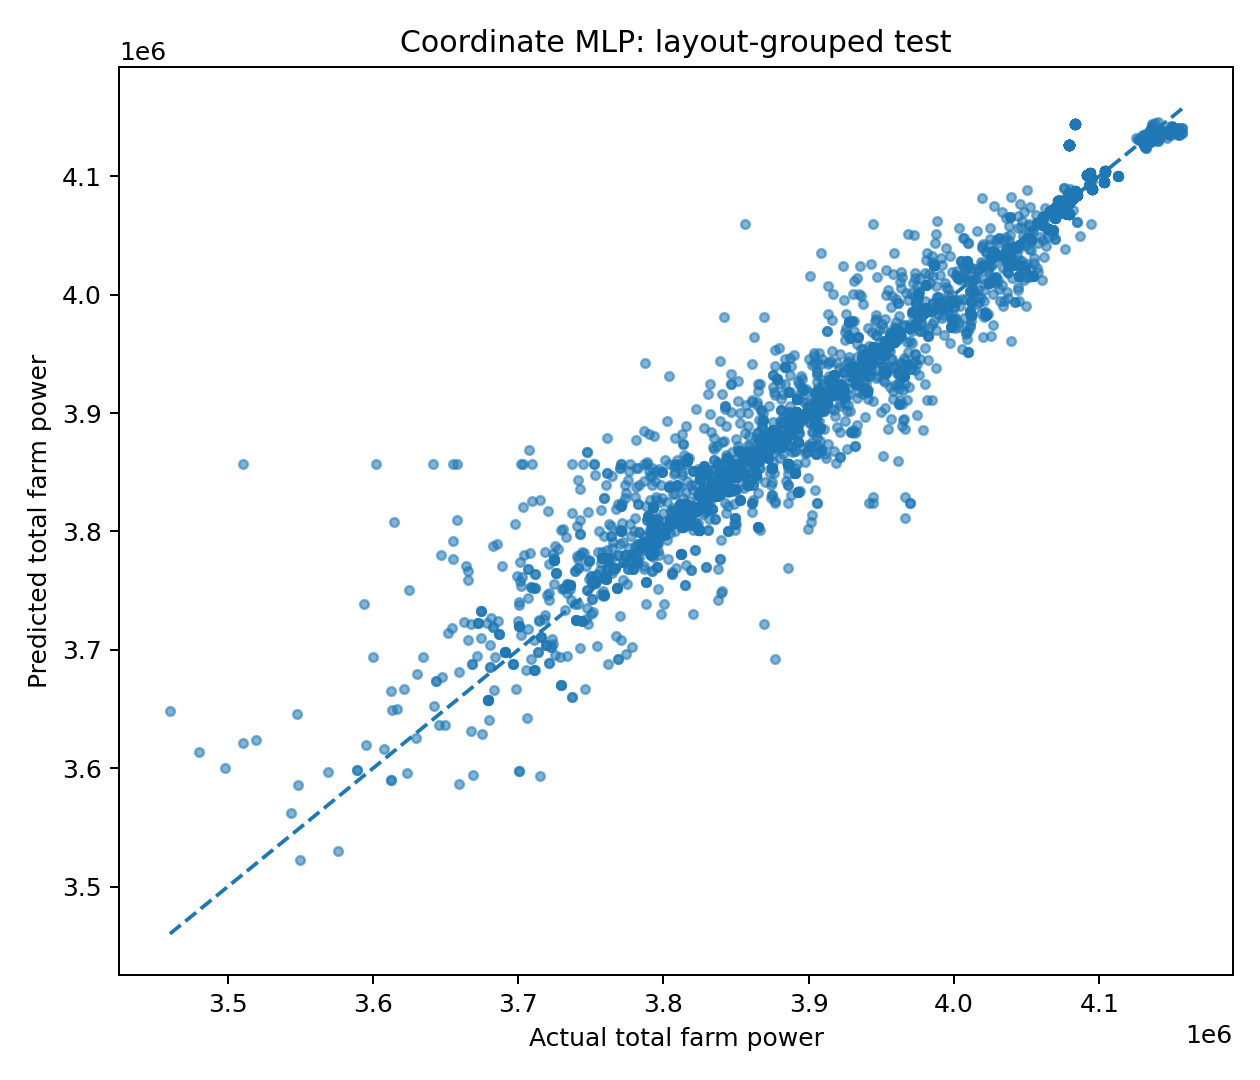 Coordinate MLP: layout-grouped test
1e6
4.1
4.0
3.9
3.8
3.7
3.6
3.5
Predicted total farm power
3.5 3.6 3.7 3.8 3.9 4.0 4.1
1e6
Actual total farm power